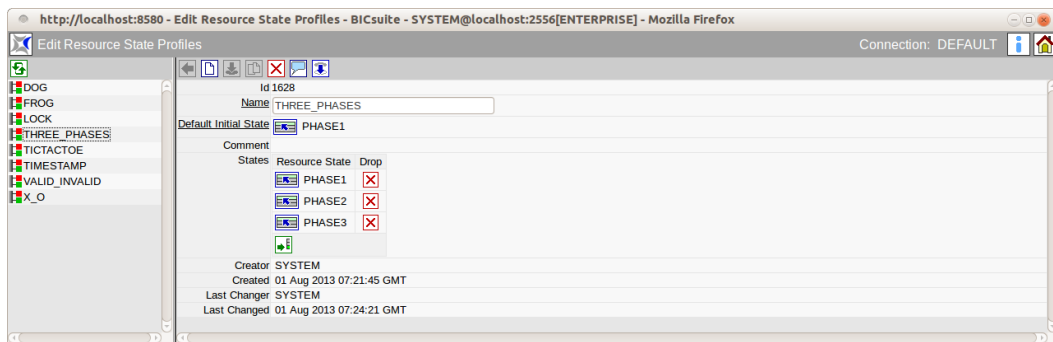 http://localhost:8580 - Edit Resource State Profiles - BICsuite - SYSTEM@localhost:2556[ENTERPRISE] - Mozilla Firefox
Edit Resource State Profiles
Connection: DEFAULT
DOG
FROG
LOCK
THREE_PHASES
TICTACTOE
TIMESTAMP
VALID_INVALID
X_O
Id 1628
Name THREE_PHASES
Default Initial State PHASE1
Comment
States Resource State Drop
PHASE1
PHASE2
PHASE3
Creator SYSTEM
Created 01 Aug 2013 07:21:45 GMT
Last Changer SYSTEM
Last Changed 01 Aug 2013 07:24:21 GMT